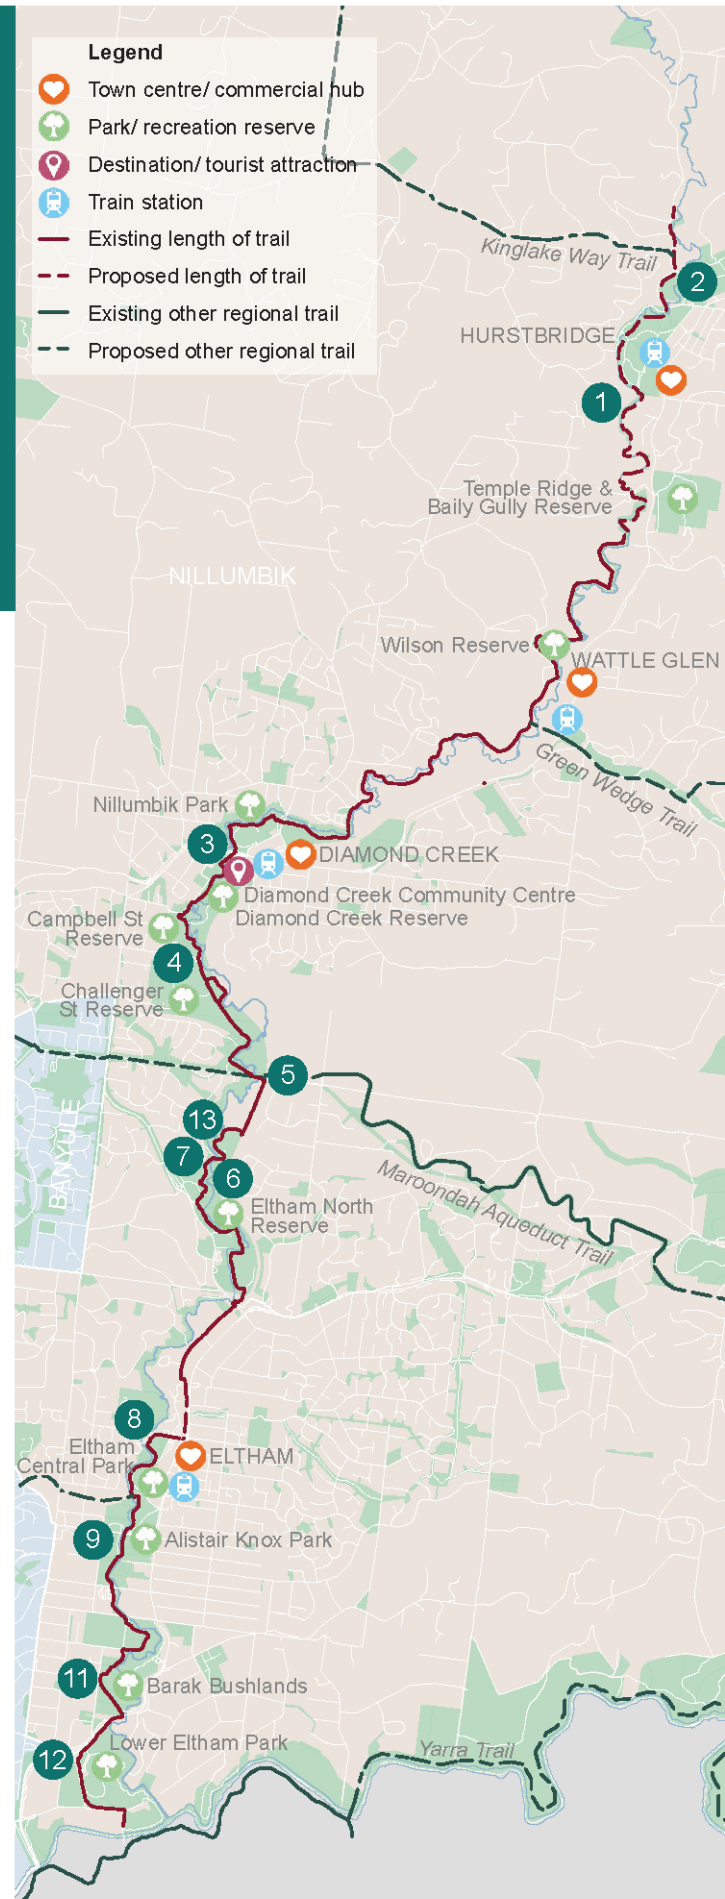 Legend
Town centre/ commercial hub
Park/ recreation reserve
Destination/ tourist attraction
Train station
Existing length of trail
Proposed length of trail
Existing other regional trail
Proposed other regional trail
Kinglake Way Trail
2
HURSTBRIDGE
1
Temple Ridge &
Baily Gully Reserve
NILLUMBIK
Wilson Reserve
WATTLE GLEN
Green Wedge Trail
Nillumbik Park
3
DIAMOND CREEK
Diamond Creek Community Centre
Diamond Creek Reserve
Campbell St
Reserve
4
Challenger
St Reserve
5
BANYULE
13
7
6
Maroondah Aqueduct Trail
Eltham North
Reserve
8
Eltham
Central Park
ELTHAM
9
Alistair Knox Park
11
Barak Bushlands
12
Lower Eltham Park
Yarra Trail